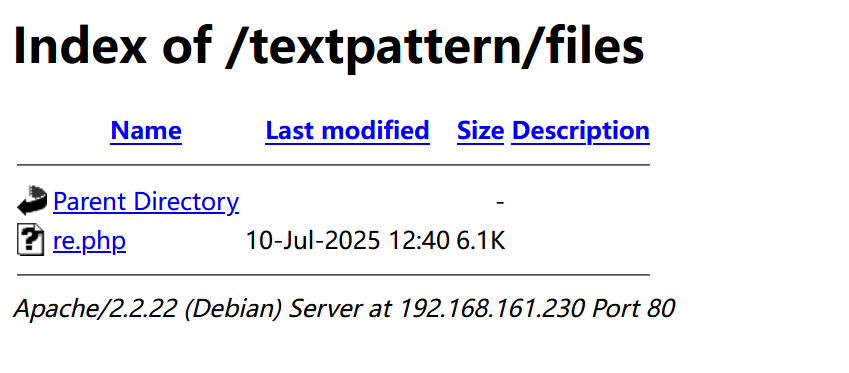 Index of /textpattern/files
Name Last modified Size Description
Parent Directory -
re.php 10-Jul-2025 12:40 6.1K
Apache/2.2.22 (Debian) Server at 192.168.161.230 Port 80